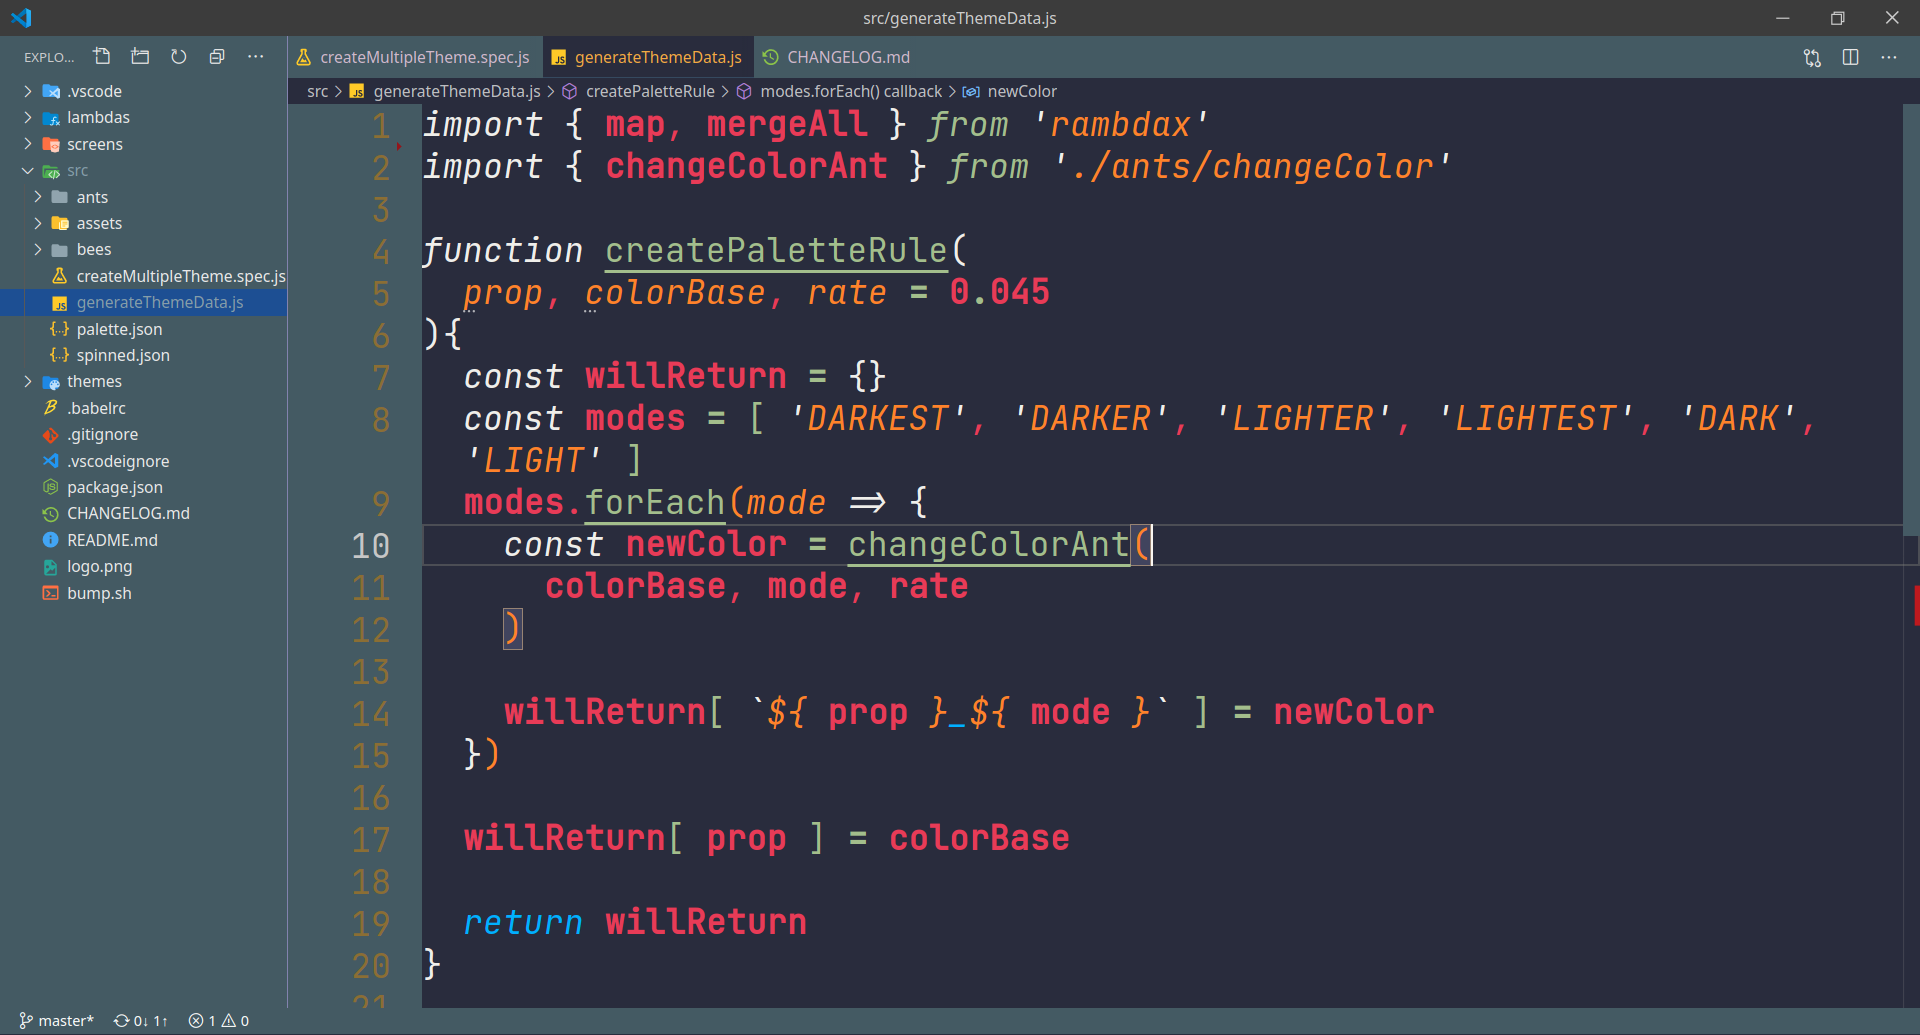 src/generateThemeData.js
EXPLO...
createMultipleTheme.spec.js
generateThemeData.js
CHANGELOG.md
src > generateThemeData.js > createPaletteRule > modes.forEach() callback > newColor
.vscode
lambdas
screens
src
ants
assets
bees
createMultipleTheme.spec.js
generateThemeData.js
palette.json
spinned.json
themes
.babelrc
.gitignore
.vscodeignore
package.json
CHANGELOG.md
README.md
logo.png
bump.sh
1 import { map, mergeAll } from 'rambdax'
2 import { changeColorAnt } from './ants/changeColor'
3
4 function createPaletteRule(
5 prop, colorBase, rate = 0.045
6 ){
7 const willReturn = {}
8 const modes = [ 'DARKEST', 'DARKER', 'LIGHTER', 'LIGHTEST', 'DARK',
'LIGHT' ]
9 modes.forEach(mode => {
10 const newColor = changeColorAnt(
11 colorBase, mode, rate
12 )
13
14 willReturn[ `${ prop }_${ mode }` ] = newColor
15 })
16
17 willReturn[ prop ] = colorBase
18
19 return willReturn
20 }
21
master* 0↓ 1↑ 1 0